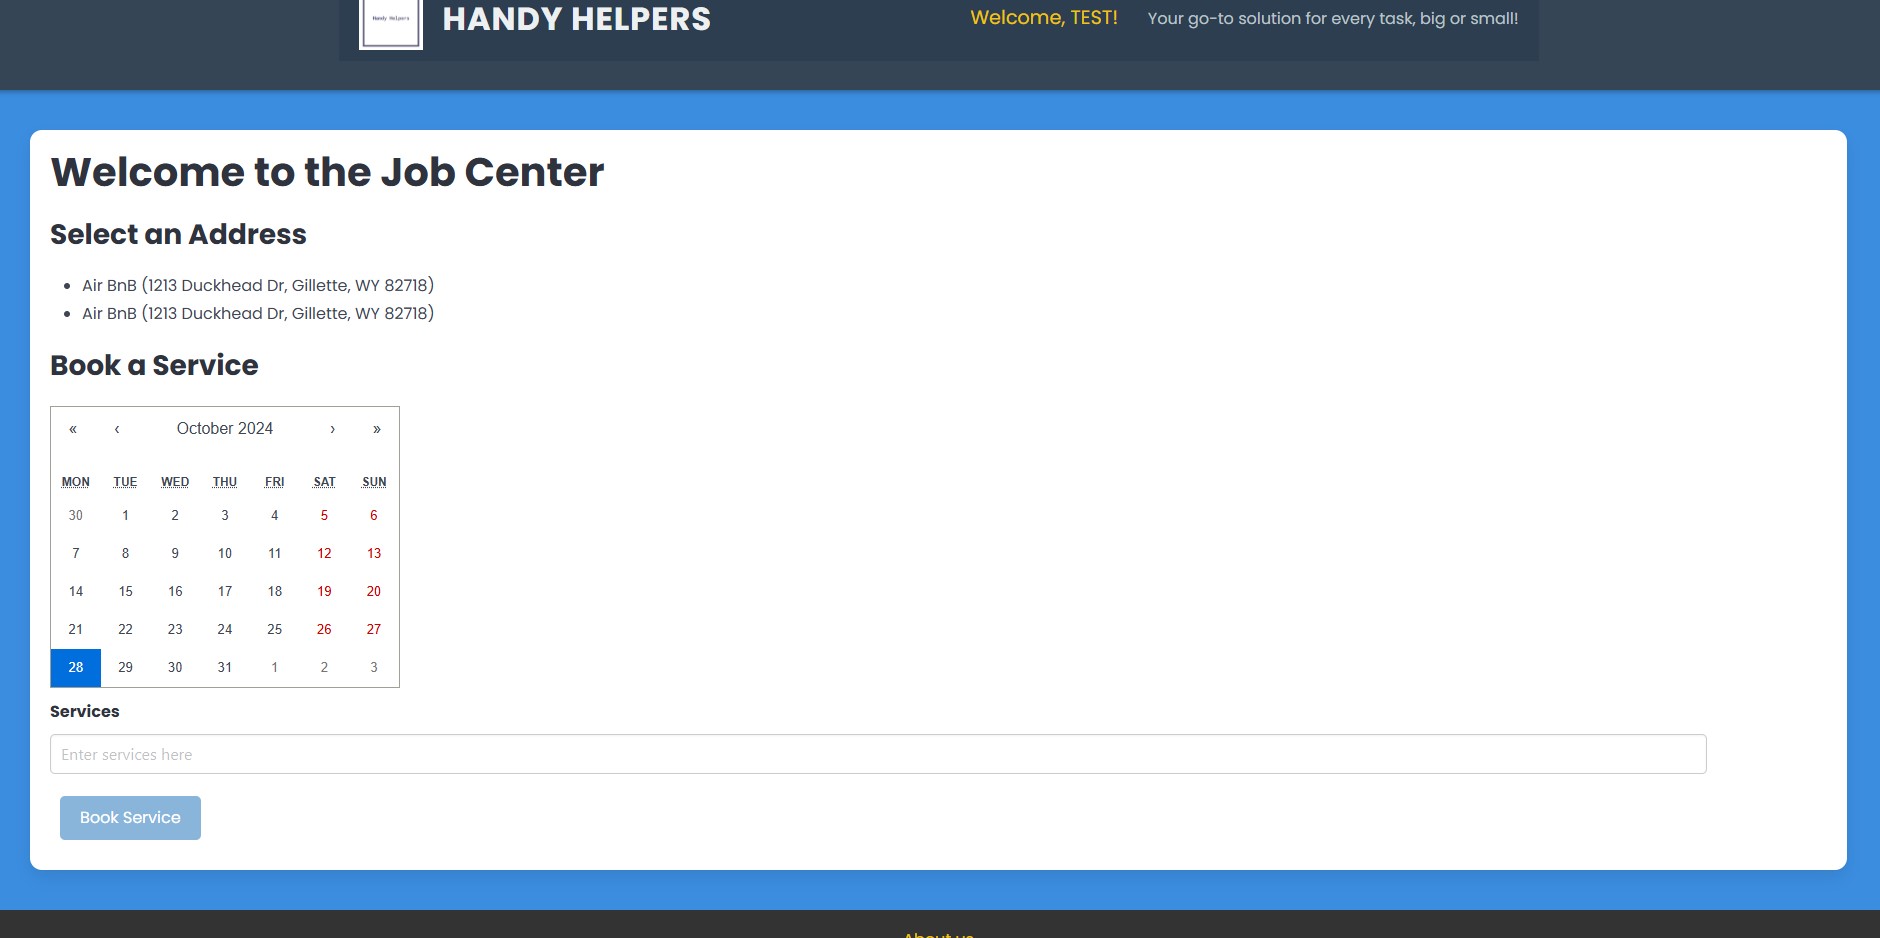 Handy Helpers
HANDY HELPERS
Welcome, TEST!
Your go-to solution for every task, big or small!
Welcome to the Job Center
Select an Address
• Air BnB (1213 Duckhead Dr, Gillette, WY 82718)
• Air BnB (1213 Duckhead Dr, Gillette, WY 82718)
Book a Service
« ‹ October 2024 › »
MON TUE WED THU FRI SAT SUN
30 1 2 3 4 5 6
7 8 9 10 11 12 13
14 15 16 17 18 19 20
21 22 23 24 25 26 27
28 29 30 31 1 2 3
Services
Enter services here
Book Service
About us